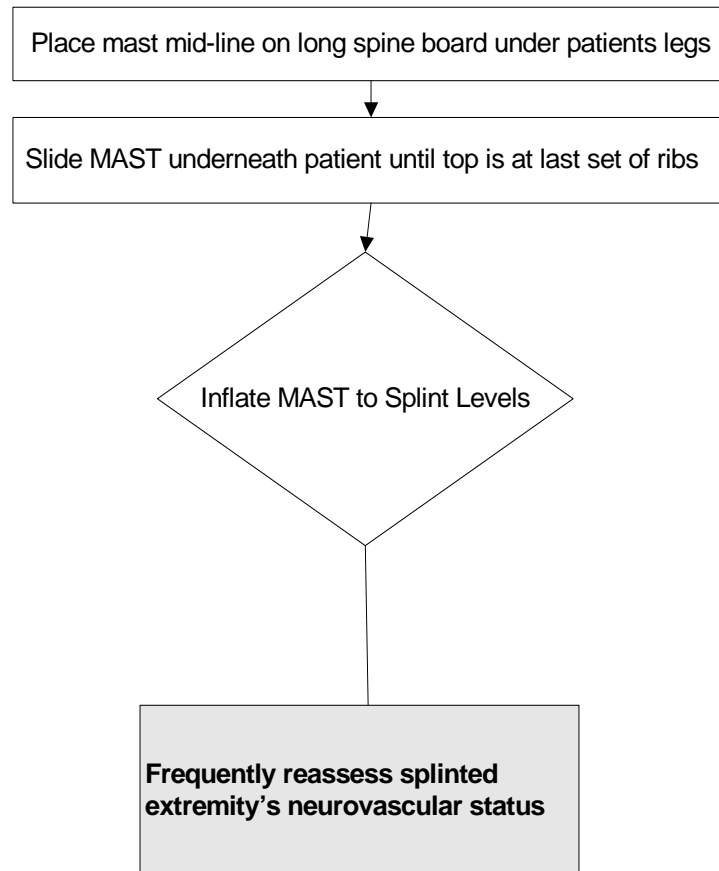 Place mast mid-line on long spine board under patients legs
Slide MAST underneath patient until top is at last set of ribs
Inflate MAST to Splint Levels
Frequently reassess splinted
extremity’s neurovascular status